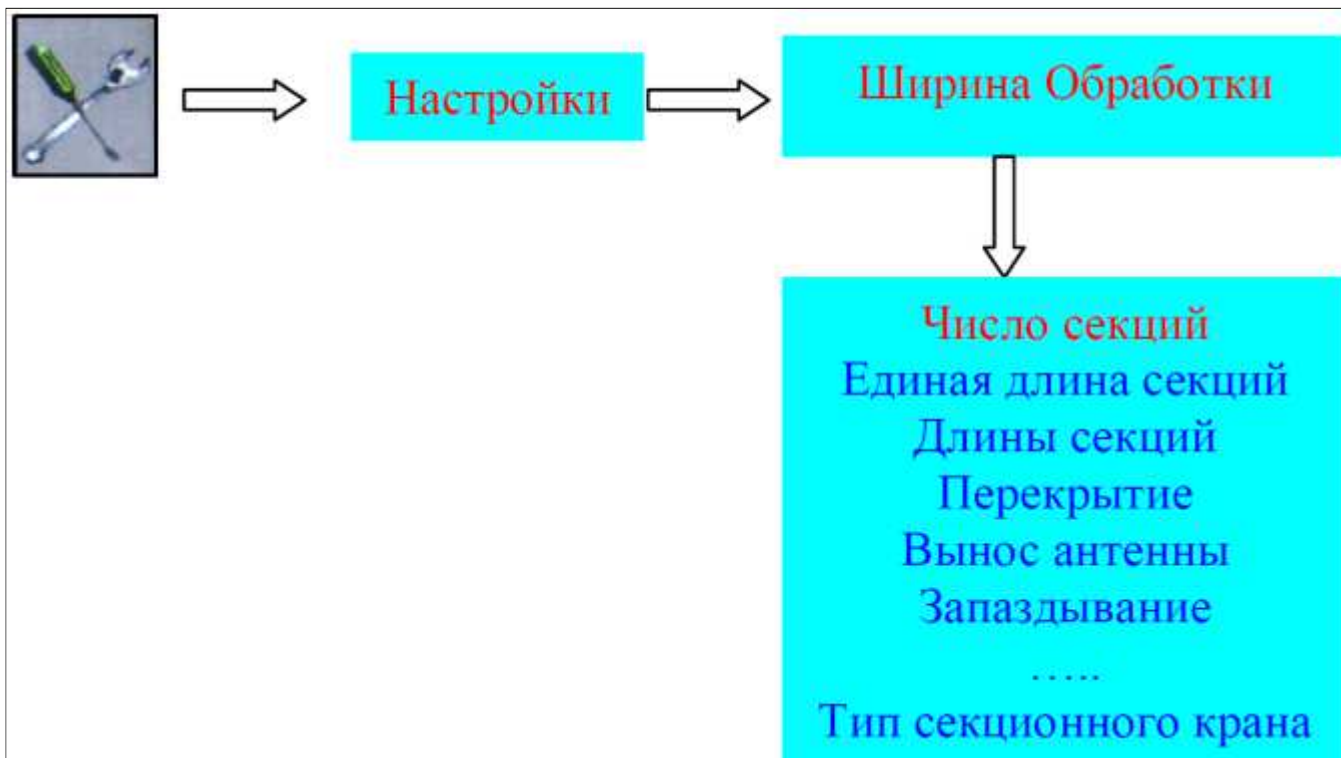 Настройки
Ширина Обработки
Число секций
Единая длина секций
Длины секций
Перекрытие
Вынос антенны
Запаздывание
.....
Тип секционного крана